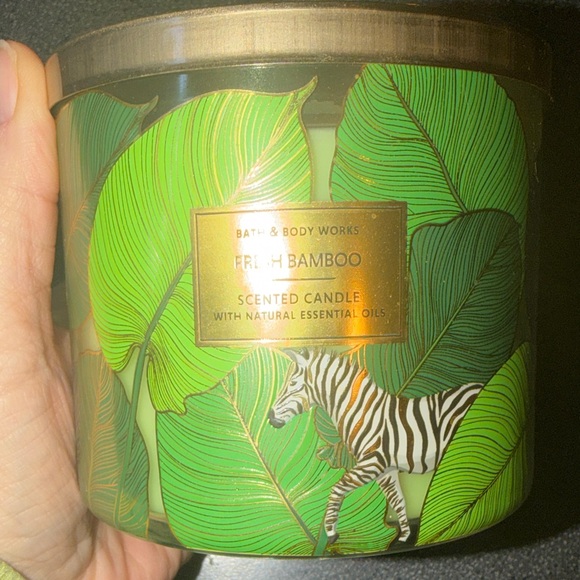 BATH & BODY WORKS
FRESH BAMBOO
SCENTED CANDLE
WITH NATURAL ESSENTIAL OILS